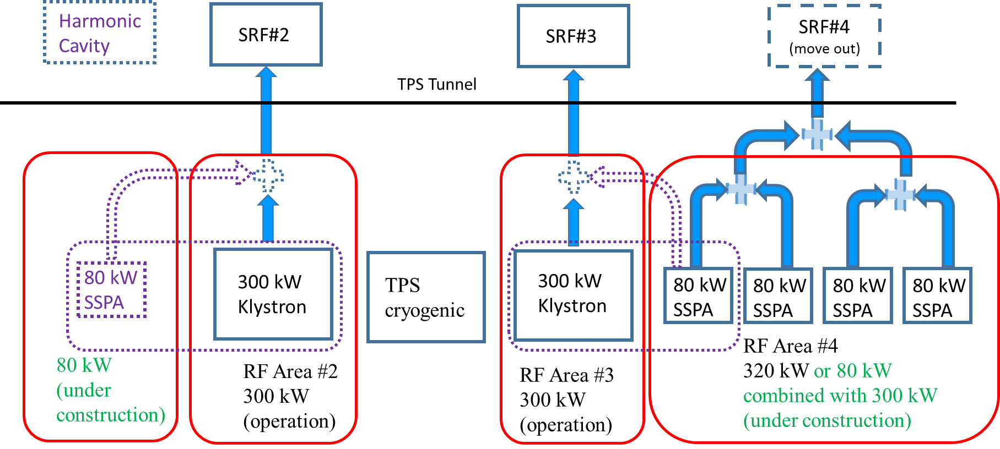 Harmonic
Cavity
SRF#2
SRF#3
SRF#4
(move out)
TPS Tunnel
80 kW
SSPA
300 kW
Klystron
TPS
cryogenic
300 kW
Klystron
80 kW
SSPA
80 kW
SSPA
80 kW
SSPA
80 kW
SSPA
80 kW
(under
construction)
RF Area #2
300 kW
(operation)
RF Area #3
300 kW
(operation)
RF Area #4
320 kW or 80 kW
combined with 300 kW
(under construction)